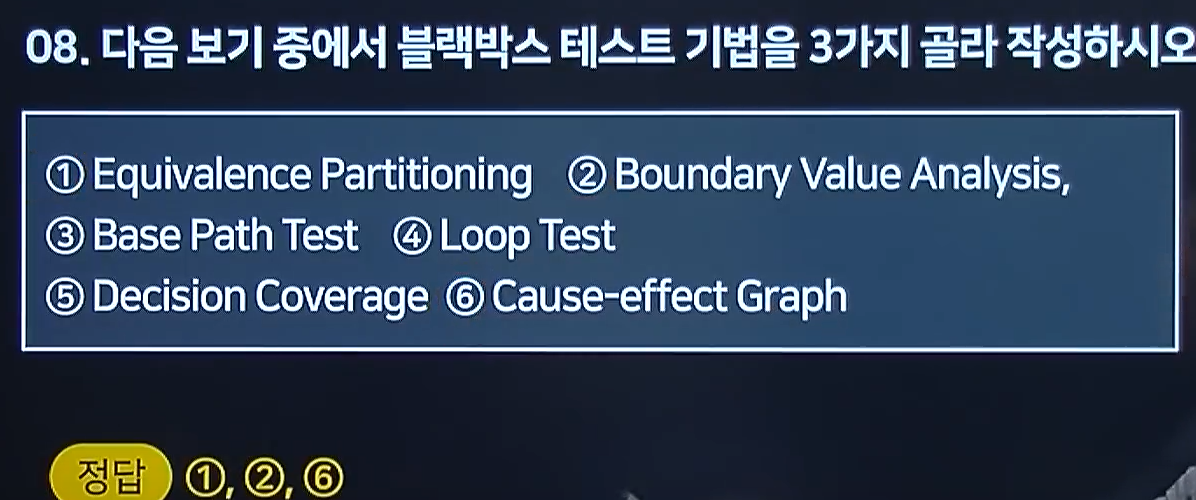 08. 다음 보기 중에서 블랙박스 테스트 기법을 3가지 골라 작성하시오
① Equivalence Partitioning ② Boundary Value Analysis,
③ Base Path Test ④ Loop Test
⑤ Decision Coverage ⑥ Cause-effect Graph
정답 ①, ②, ⑥